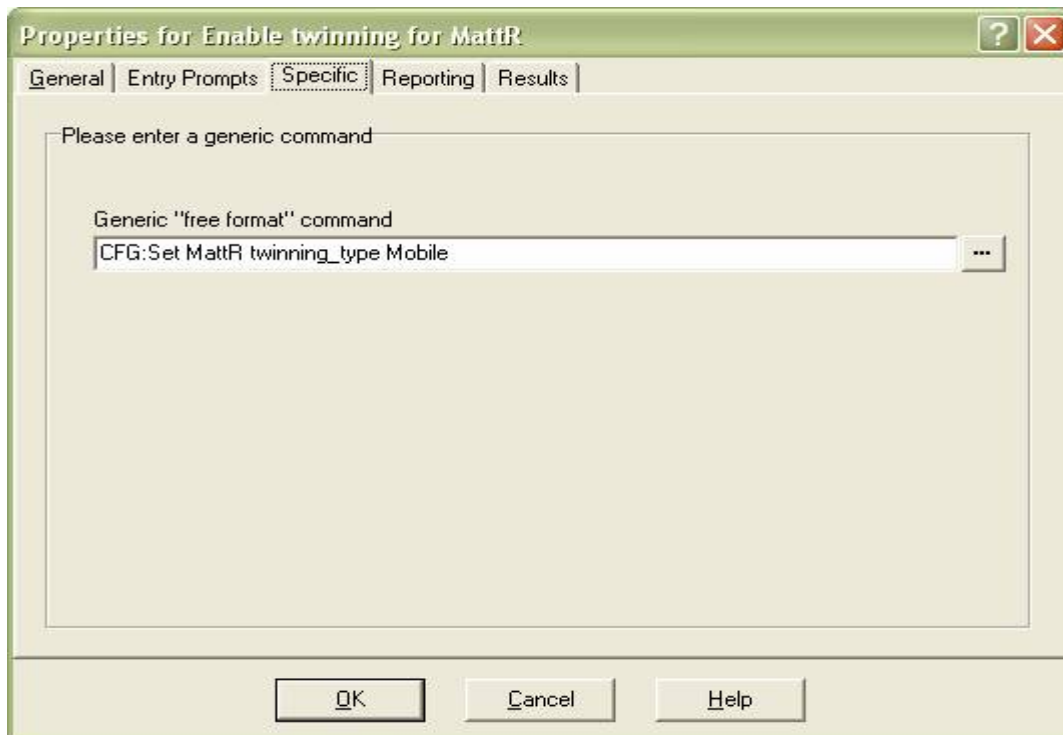 Properties for Enable twinning for MattR
General Entry Prompts Specific Reporting Results
Please enter a generic command
Generic "free format" command
CFG:Set MattR twinning_type Mobile
...
OK Cancel Help